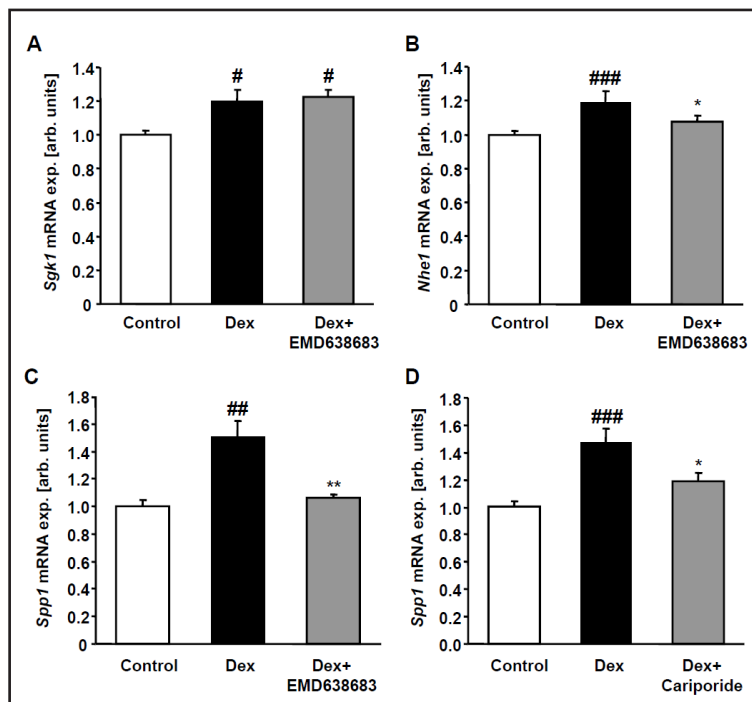 A
Sgk1 mRNA exp. [arb. units]
1.4
1.2
1.0
0.8
0.6
0.4
0.2
0
#
#
Control
Dex
Dex+
EMD638683
B
Nhe1 mRNA exp. [arb. units]
1.4
1.2
1.0
0.8
0.6
0.4
0.2
0
###
*
Control
Dex
Dex+
EMD638683
C
Spp1 mRNA exp. [arb. units]
1.8
1.6
1.4
1.2
1.0
0.8
0.6
0.4
0.2
0
##
**
Control
Dex
Dex+
EMD638683
D
Spp1 mRNA exp. [arb. units]
1.8
1.6
1.4
1.2
1.0
0.8
0.6
0.4
0.2
0.0
###
*
Control
Dex
Dex+
Cariporide